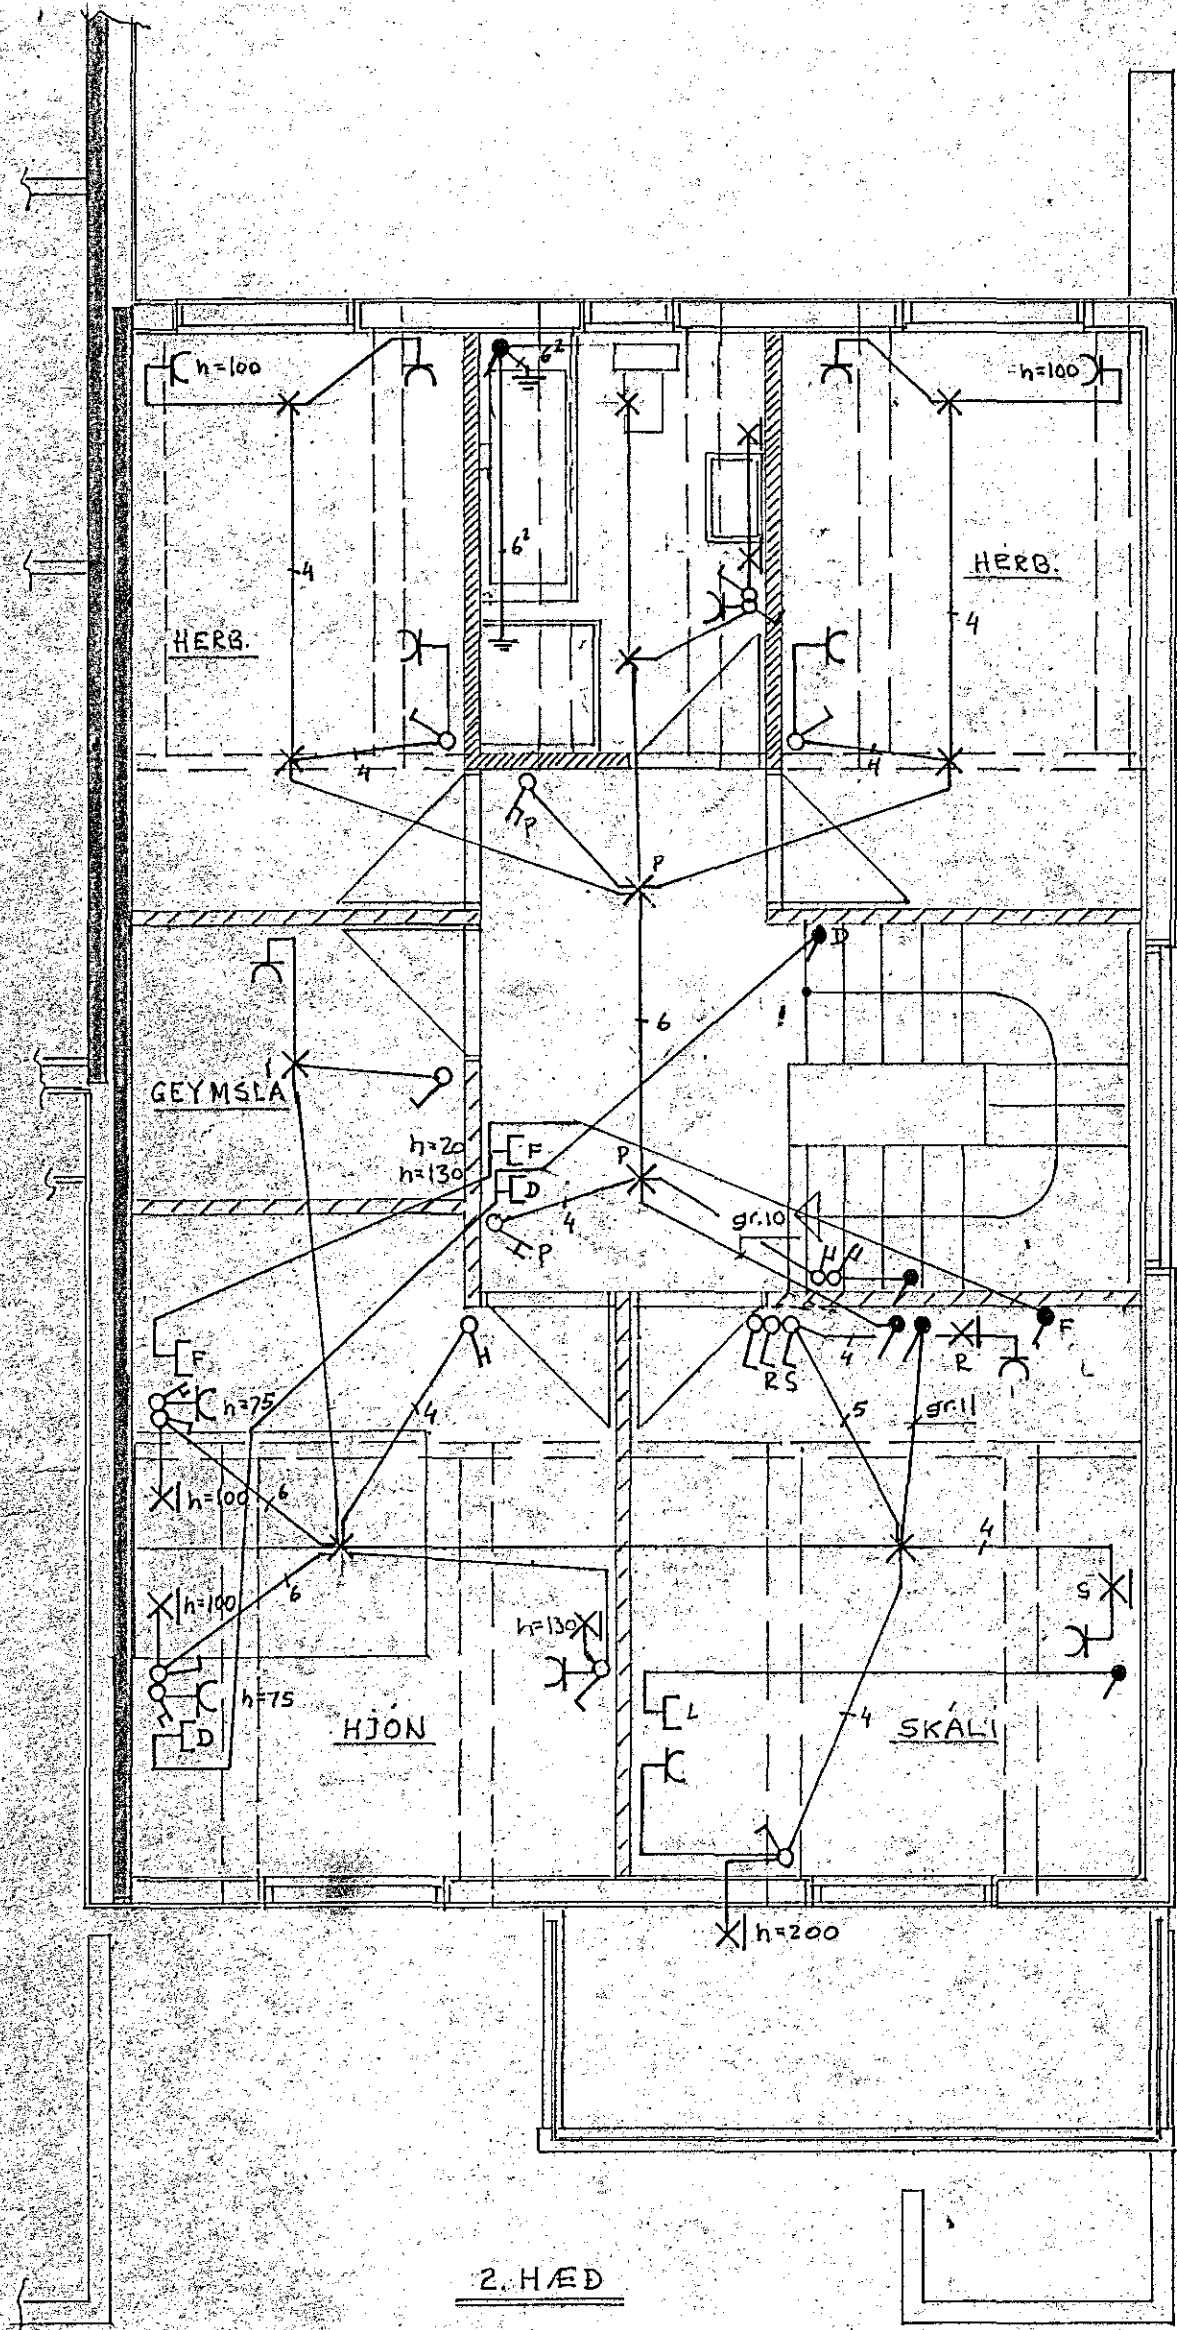 h=100
6²
h=100
6²
4
HERB.
4
HERB.
4
4
P
P
D
6
GEYMSLA
h=20
F
h=130
D
P
4
P
gr.10
F
4
R S
R
L
F
h=75
4
5
gr.11
h=100
6
4
h=100
6
S
h=130
h=75
D
HJÓN
L
4
SKÁLI
h=200
2. HÆÐ